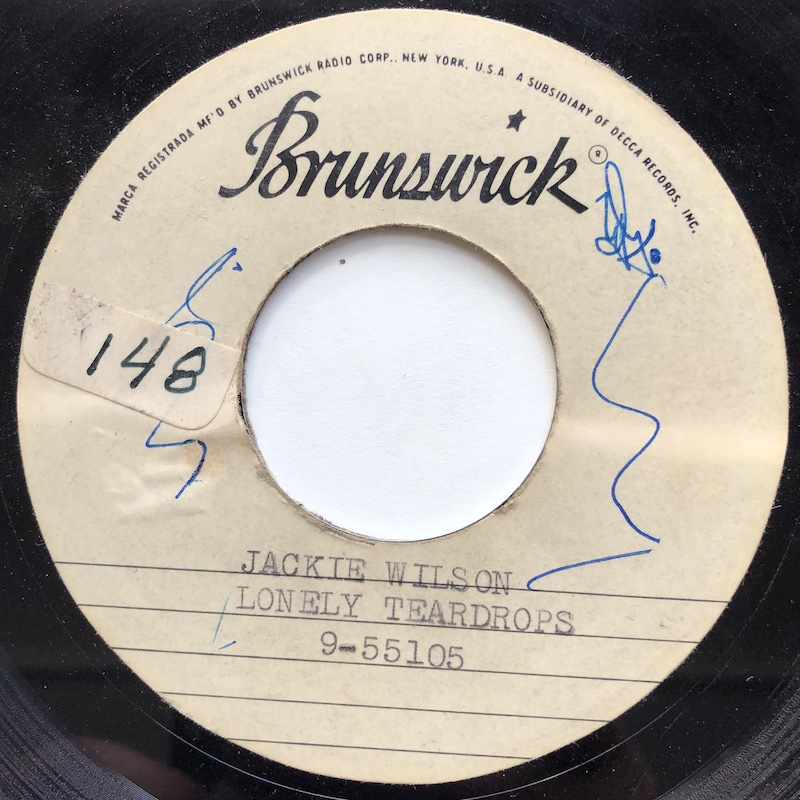 MARCA REGISTRADA MF'D BY BRUNSWICK RADIO CORP., NEW YORK, U.S.A. A SUBSIDIARY OF DECCA RECORDS, INC.
Brunswick ®
148
JACKIE WILSON
LONELY TEARDROPS
9-55105